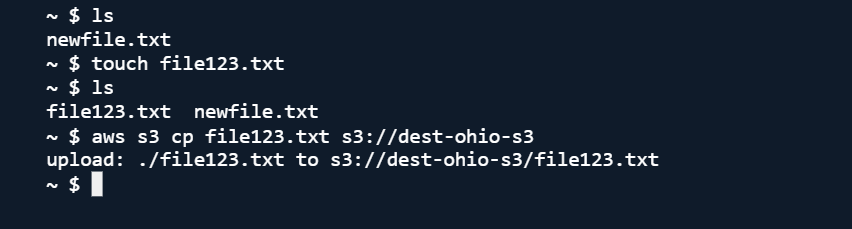 ~ $ ls
newfile.txt
~ $ touch file123.txt
~ $ ls
file123.txt  newfile.txt
~ $ aws s3 cp file123.txt s3://dest-ohio-s3
upload: ./file123.txt to s3://dest-ohio-s3/file123.txt
~ $